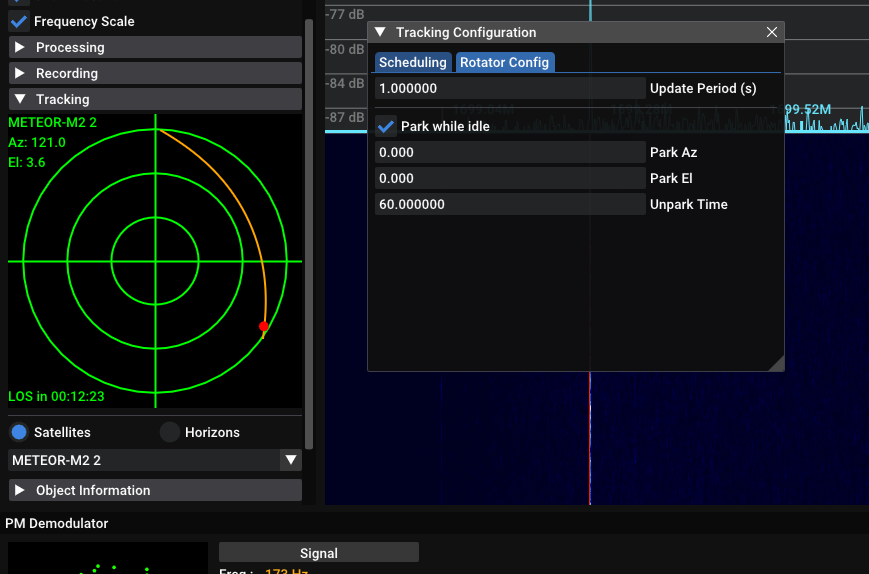 Frequency Scale
Processing
Recording
Tracking
METEOR-M2 2
Az: 121.0
El: 3.6
LOS in 00:12:23
Satellites
Horizons
METEOR-M2 2
Object Information
-77 dB
-80 dB
-84 dB
-87 dB
Tracking Configuration
Scheduling
Rotator Config
1.000000 Update Period (s)
Park while idle
0.000 Park Az
0.000 Park El
60.000000 Unpark Time
99.52M
PM Demodulator
Signal
Freq : 173 Hz